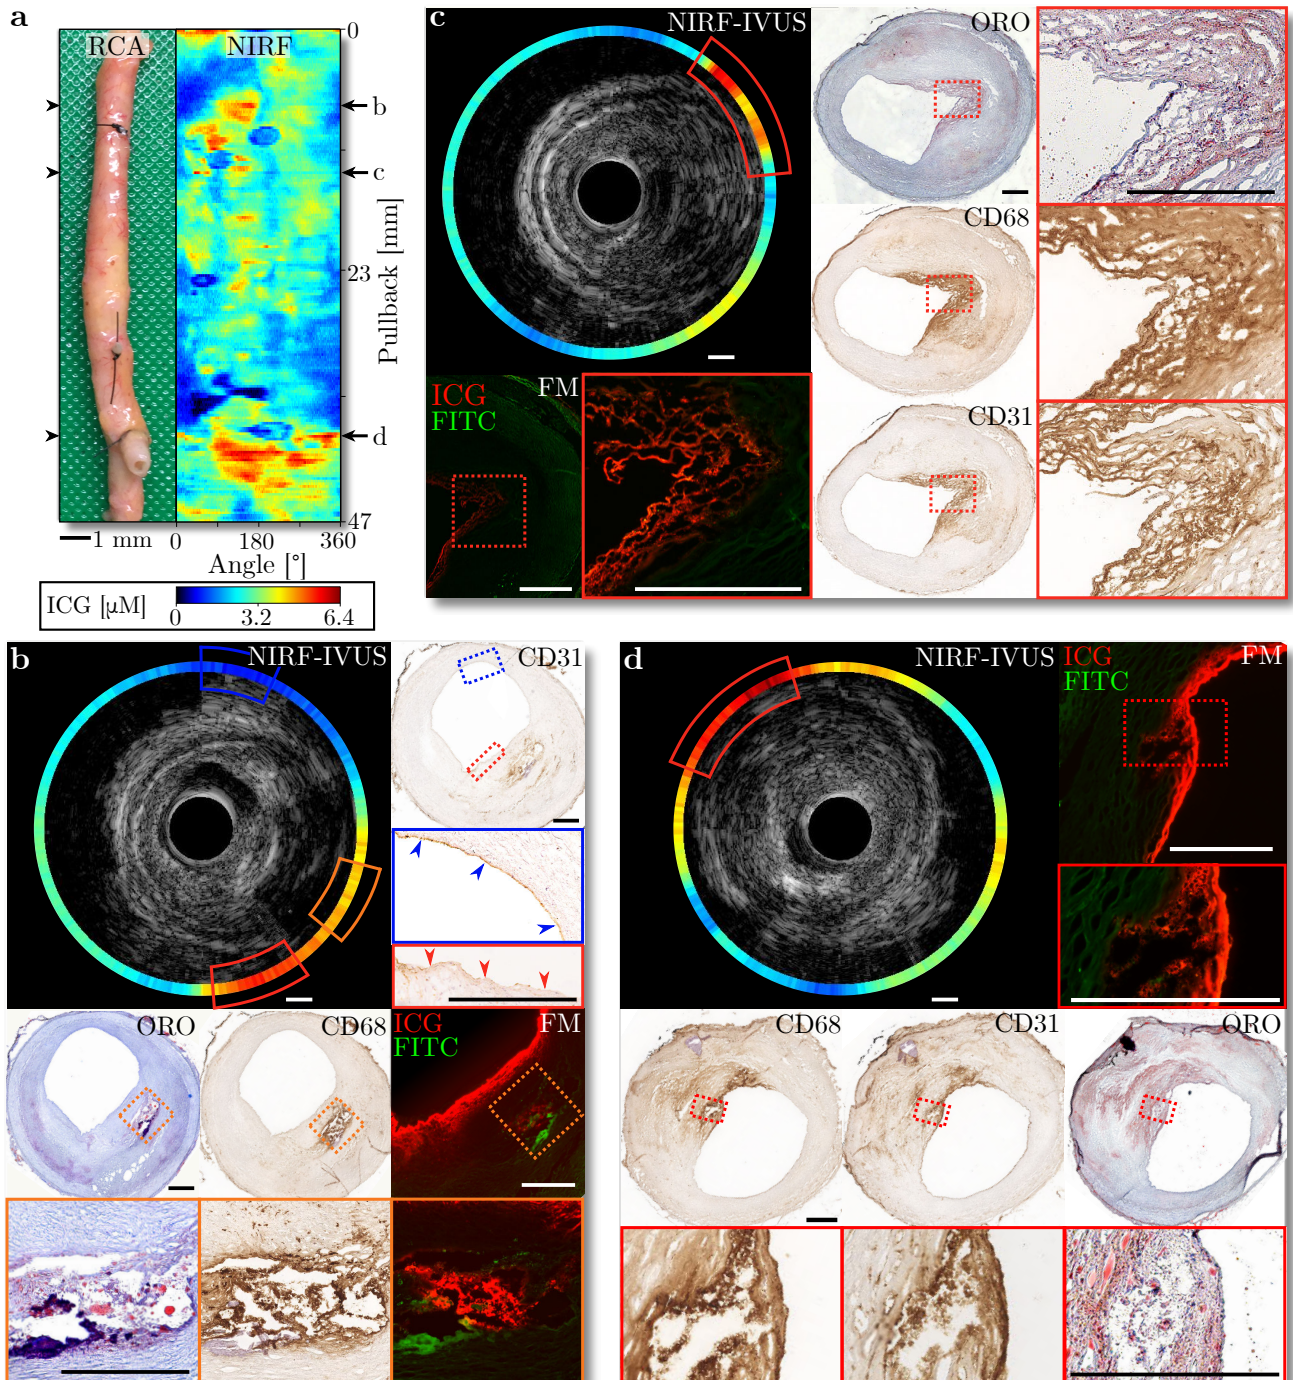 a
RCA
NIRF
0
b
c
23
d
47
Pullback [mm]
1 mm
0
180
360
Angle [°]
ICG [µM]
0
3.2
6.4
c
NIRF-IVUS
ORO
CD68
ICG
FITC
FM
CD31
b
NIRF-IVUS
CD31
ORO
CD68
ICG
FITC
FM
d
NIRF-IVUS
ICG
FITC
FM
CD68
CD31
ORO